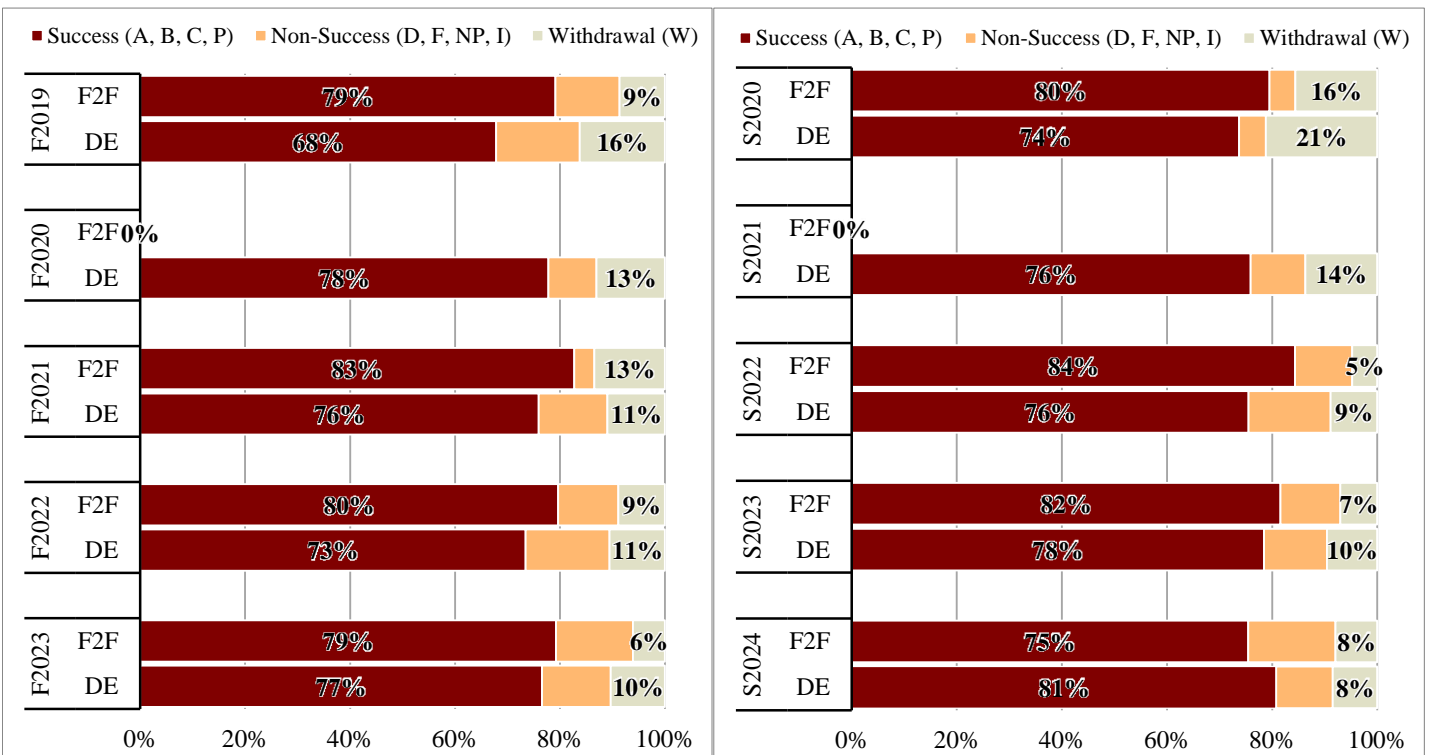 Success (A, B, C, P) Non-Success (D, F, NP, I) Withdrawal (W)
F2019
F2F 79% 9%
DE 68% 16%
F2020
F2F 0%
DE 78% 13%
F2021
F2F 83% 13%
DE 76% 11%
F2022
F2F 80% 9%
DE 73% 11%
F2023
F2F 79% 6%
DE 77% 10%
0% 20% 40% 60% 80% 100%
Success (A, B, C, P) Non-Success (D, F, NP, I) Withdrawal (W)
S2020
F2F 80% 16%
DE 74% 21%
S2021
F2F 0%
DE 76% 14%
S2022
F2F 84% 5%
DE 76% 9%
S2023
F2F 82% 7%
DE 78% 10%
S2024
F2F 75% 8%
DE 81% 8%
0% 20% 40% 60% 80% 100%